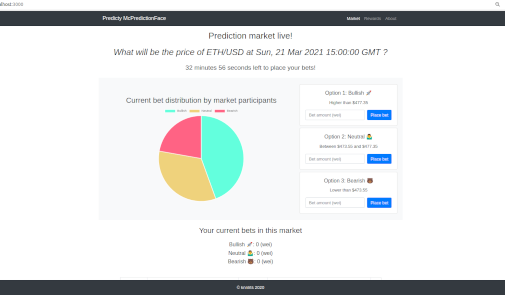 lhost:3000
Predicty McPredictionFace
Market Rewards About
Prediction market live!
What will be the price of ETH/USD at Sun, 21 Mar 2021 15:00:00 GMT ?
32 minutes 56 seconds left to place your bets!
Current bet distribution by market participants
bullish neutral bearish
Option 1: Bullish 🚀
Higher than $477.35
Bet amount (wei) Place bet
Option 2: Neutral 🤷‍♂️
Between $473.55 and $477.35
Bet amount (wei) Place bet
Option 3: Bearish 🐻
Lower than $473.55
Bet amount (wei) Place bet
Your current bets in this market
Bullish 🚀: 0 (wei)
Neutral 🤷‍♂️: 0 (wei)
Bearish 🐻: 0 (wei)
2020